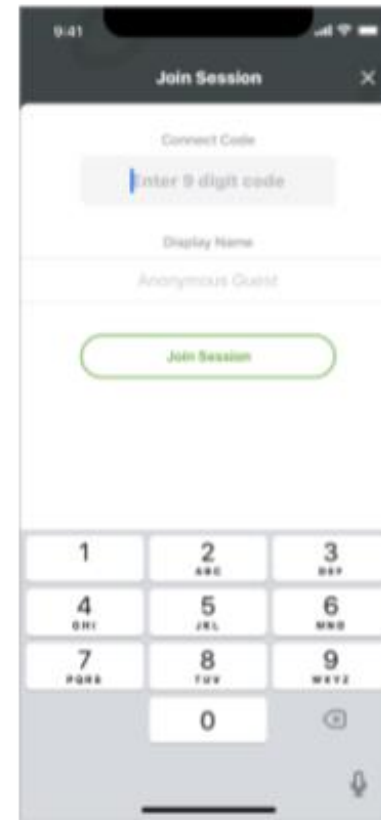 9:41
Join Session
Connect Code
Enter 9 digit code
Display Name
Anonymous Guest
Join Session
1 2 3
ABC DEF
4 5 6
GHI JKL MNO
7 8 9
PQRS TUV WXYZ
0